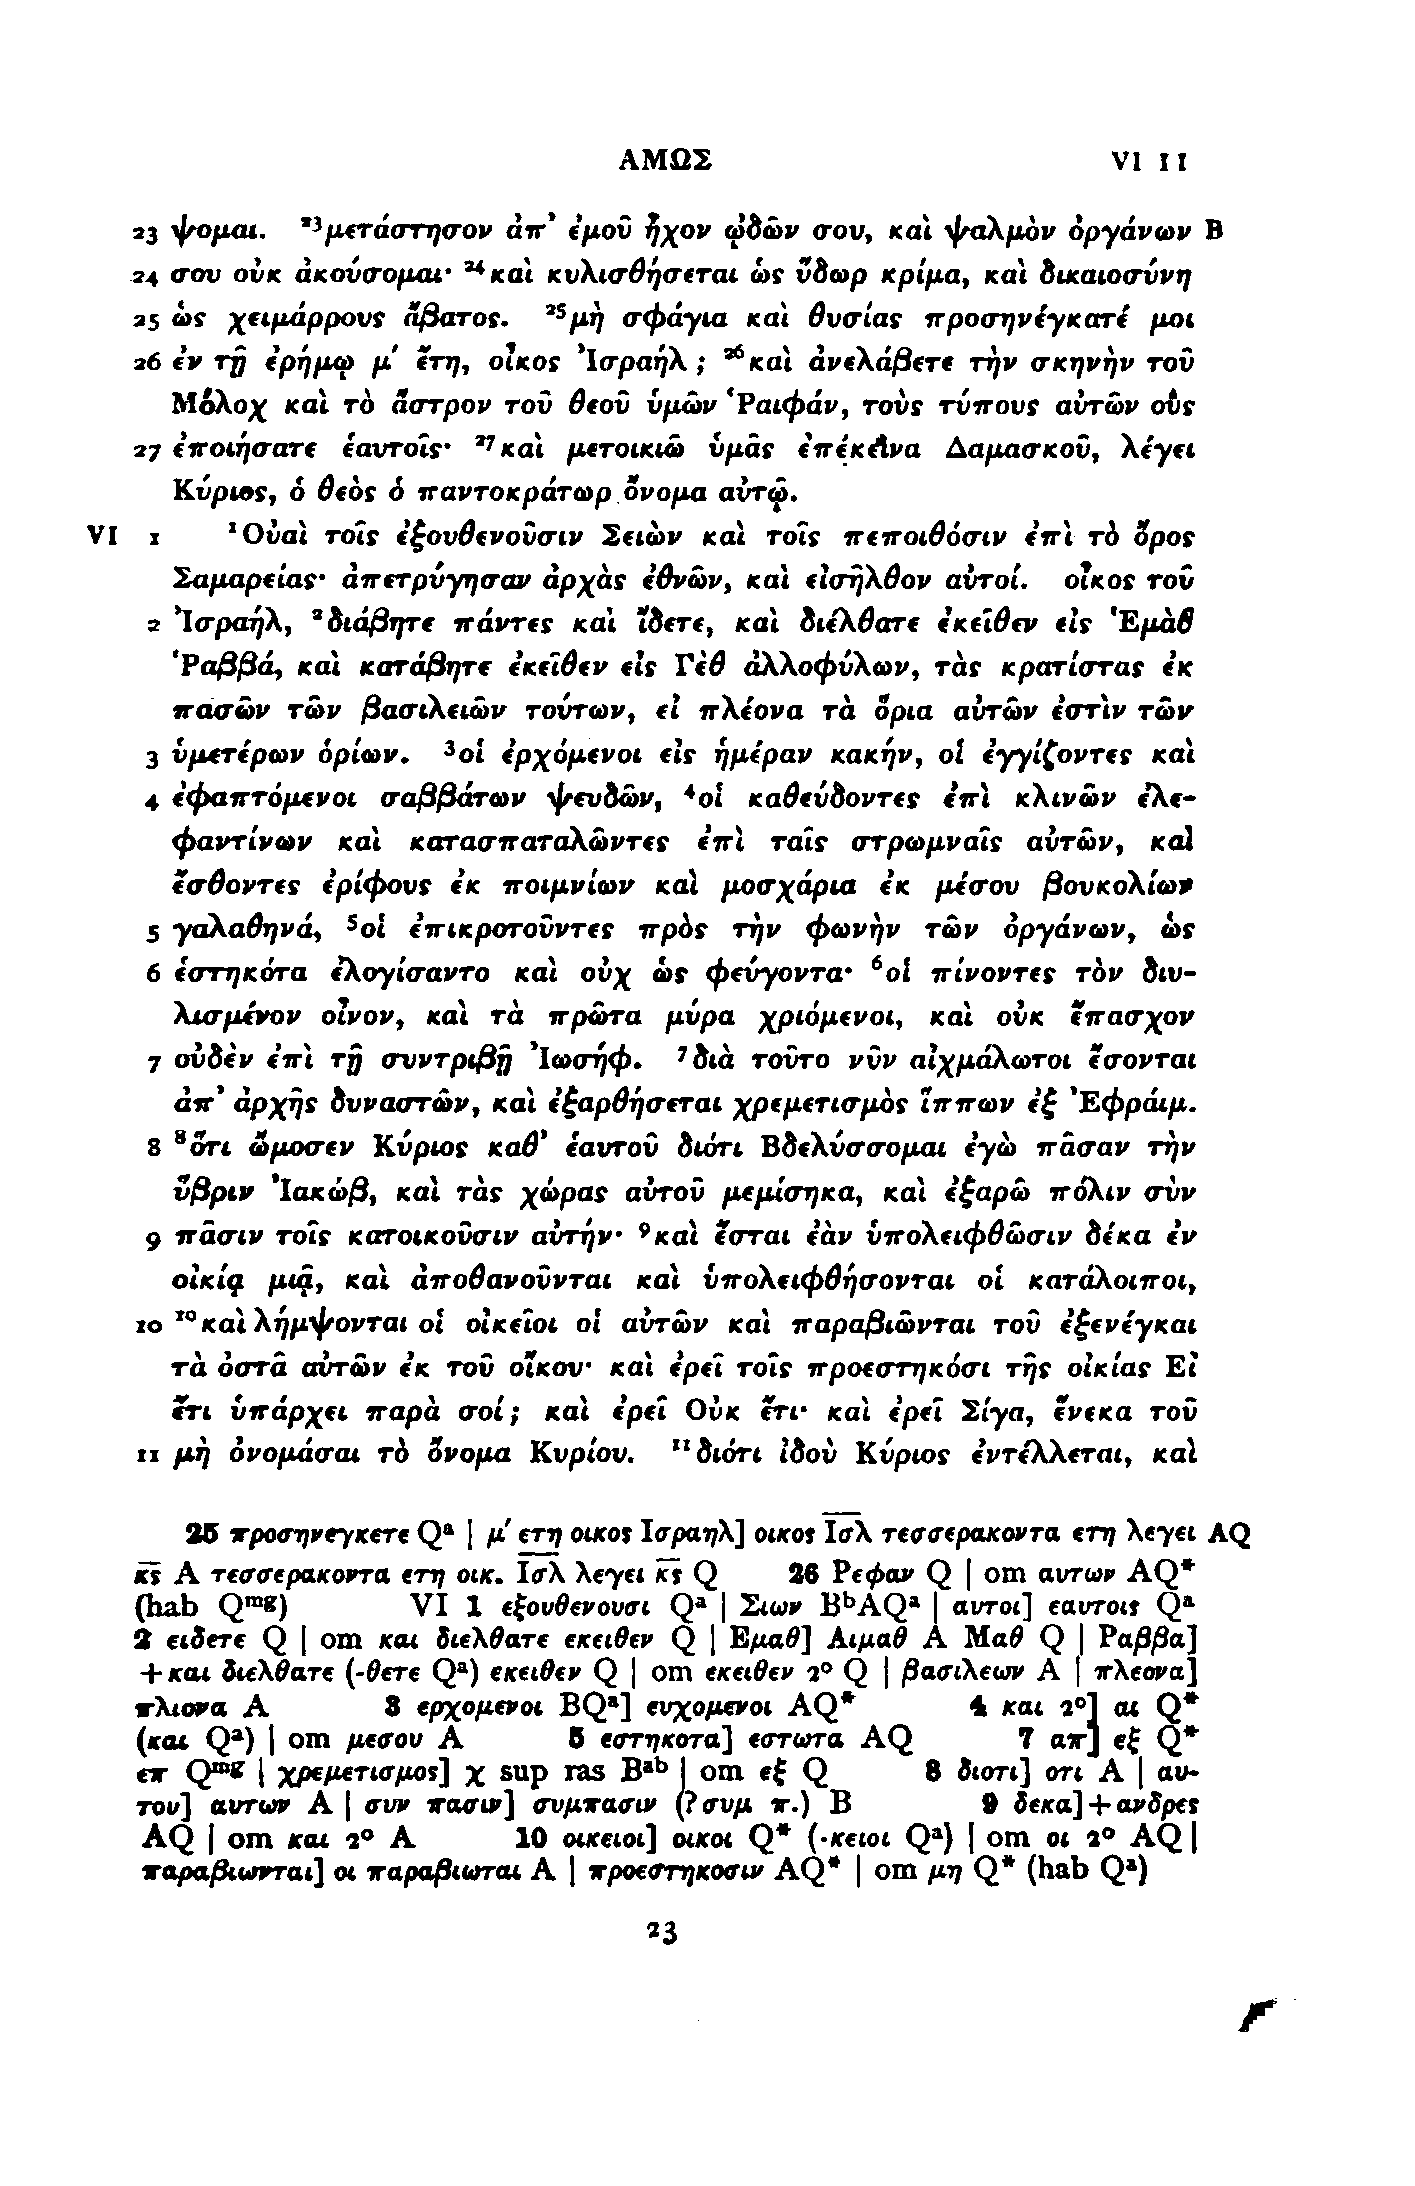 ΑΜΩΣ VI 11
23 ψομαι. ²³μετάστησον ἀπ' ἐμοῦ ἦχον ᾠδῶν σου, καὶ ψαλμὸν ὀργάνων B
24 σου οὐκ ἀκούσομαι· ²⁴καὶ κυλισθήσεται ὡς ὕδωρ κρίμα, καὶ δικαιοσύνη
25 ὡς χειμάρρους ἄβατος. ²⁵μὴ σφάγια καὶ θυσίας προσηνέγκατέ μοι
26 ἐν τῇ ἐρήμῳ μ' ἔτη, οἶκος Ἰσραήλ ; ²⁶καὶ ἀνελάβετε τὴν σκηνὴν τοῦ
Μόλοχ καὶ τὸ ἄστρον τοῦ θεοῦ ὑμῶν Ῥαιφάν, τοὺς τύπους αὐτῶν οὓς
27 ἐποιήσατε ἑαυτοῖς· ²⁷καὶ μετοικιῶ ὑμᾶς ἐπέκεινα Δαμασκοῦ, λέγει
Κύριος, ὁ θεὸς ὁ παντοκράτωρ ὄνομα αὐτῷ.
VI 1 ¹Οὐαὶ τοῖς ἐξουθενοῦσιν Σειὼν καὶ τοῖς πεποιθόσιν ἐπὶ τὸ ὄρος
Σαμαρείας· ἀπετρύγησαν ἀρχὰς ἐθνῶν, καὶ εἰσῆλθον αὐτοί. οἶκος τοῦ
2 Ἰσραήλ, ²διάβητε πάντες καὶ ἴδετε, καὶ διέλθατε ἐκεῖθεν εἰς Ἐμὰθ
Ῥαββά, καὶ κατάβητε ἐκεῖθεν εἰς Γὲθ ἀλλοφύλων, τὰς κρατίστας ἐκ
πασῶν τῶν βασιλειῶν τούτων, εἰ πλέονα τὰ ὅρια αὐτῶν ἐστὶν τῶν
3 ὑμετέρων ὁρίων. ³οἱ ἐρχόμενοι εἰς ἡμέραν κακήν, οἱ ἐγγίζοντες καὶ
4 ἐφαπτόμενοι σαββάτων ψευδῶν, ⁴οἱ καθεύδοντες ἐπὶ κλινῶν ἐλε-
φαντίνων καὶ κατασπαταλῶντες ἐπὶ ταῖς στρωμναῖς αὐτῶν, καὶ
ἔσθοντες ἐρίφους ἐκ ποιμνίων καὶ μοσχάρια ἐκ μέσου βουκολίων
5 γαλαθηνά, ⁵οἱ ἐπικροτοῦντες πρὸς τὴν φωνὴν τῶν ὀργάνων, ὡς
6 ἑστηκότα ἐλογίσαντο καὶ οὐχ ὡς φεύγοντα· ⁶οἱ πίνοντες τὸν διυ-
λισμένον οἶνον, καὶ τὰ πρῶτα μύρα χριόμενοι, καὶ οὐκ ἔπασχον
7 οὐδὲν ἐπὶ τῇ συντριβῇ Ἰωσήφ. ⁷διὰ τοῦτο νῦν αἰχμάλωτοι ἔσονται
ἀπ' ἀρχῆς δυναστῶν, καὶ ἐξαρθήσεται χρεμετισμὸς ἵππων ἐξ Ἐφράιμ.
8 ⁸ὅτι ὤμοσεν Κύριος καθ' ἑαυτοῦ διότι Βδελύσσομαι ἐγὼ πᾶσαν τὴν
ὕβριν Ἰακώβ, καὶ τὰς χώρας αὐτοῦ μεμίσηκα, καὶ ἐξαρῶ πόλιν σὺν
9 πᾶσιν τοῖς κατοικοῦσιν αὐτήν· ⁹καὶ ἔσται ἐὰν ὑπολειφθῶσιν δέκα ἐν
οἰκίᾳ μιᾷ, καὶ ἀποθανοῦνται καὶ ὑπολειφθήσονται οἱ κατάλοιποι,
10 ¹⁰καὶ λήμψονται οἱ οἰκεῖοι οἱ αὐτῶν καὶ παραβιῶνται τοῦ ἐξενέγκαι
τὰ ὀστᾶ αὐτῶν ἐκ τοῦ οἴκου· καὶ ἐρεῖ τοῖς προεστηκόσι τῆς οἰκίας Εἰ
ἔτι ὑπάρχει παρὰ σοί; καὶ ἐρεῖ Οὐκ ἔτι· καὶ ἐρεῖ Σίγα, ἕνεκα τοῦ
11 μὴ ὀνομάσαι τὸ ὄνομα Κυρίου. ¹¹διότι ἰδοὺ Κύριος ἐντέλλεται, καὶ
25 προσηνεγκετε Qᵃ | μ' ετη οικος Ισραηλ] οικος Ι̅σ̅λ̅ τεσσερακοντα ετη λεγει AQ
κ̅ς̅ A τεσσερακοντα ετη οικ. Ι̅σ̅λ̅ λεγει κ̅ς̅ Q 26 Ρεφαν Q | om αυτων AQ*
(hab Qᵐᵍ) VI 1 εξουθενουσι Qᵃ | Σιων BᵇAQᵃ | αυτοι] εαυτοις Qᵃ
2 ειδετε Q | om και διελθατε εκειθεν Q | Εμαθ] Αιμαθ A Μαθ Q | Ραββα]
+και διελθατε (-θετε Qᵃ) εκειθεν Q | om εκειθεν 2° Q | βασιλεων A | πλεονα]
πλιονα A 3 ερχομενοι BQᵃ] ευχομενοι AQ* 4 και 2°] αι Q*
(και Qᵃ) | om μεσου A 5 εστηκοτα] εστωτα AQ 7 απ] εξ Q*
επ Qᵐᵍ | χρεμετισμος] χ sup ras Bᵃᵇ | om εξ Q 8 διοτι] οτι A | αυ-
του] αυτων A | συν πασιν] συμπασιν (? συμ π.) B 9 δεκα]+ανδρες
AQ | om και 2° A 10 οικειοι] οικοι Q* (-κειοι Qᵃ) | om οι 2° AQ |
παραβιωνται] οι παραβιωται A | προεστηκοσιν AQ* | om μη Q* (hab Qᵃ)
23